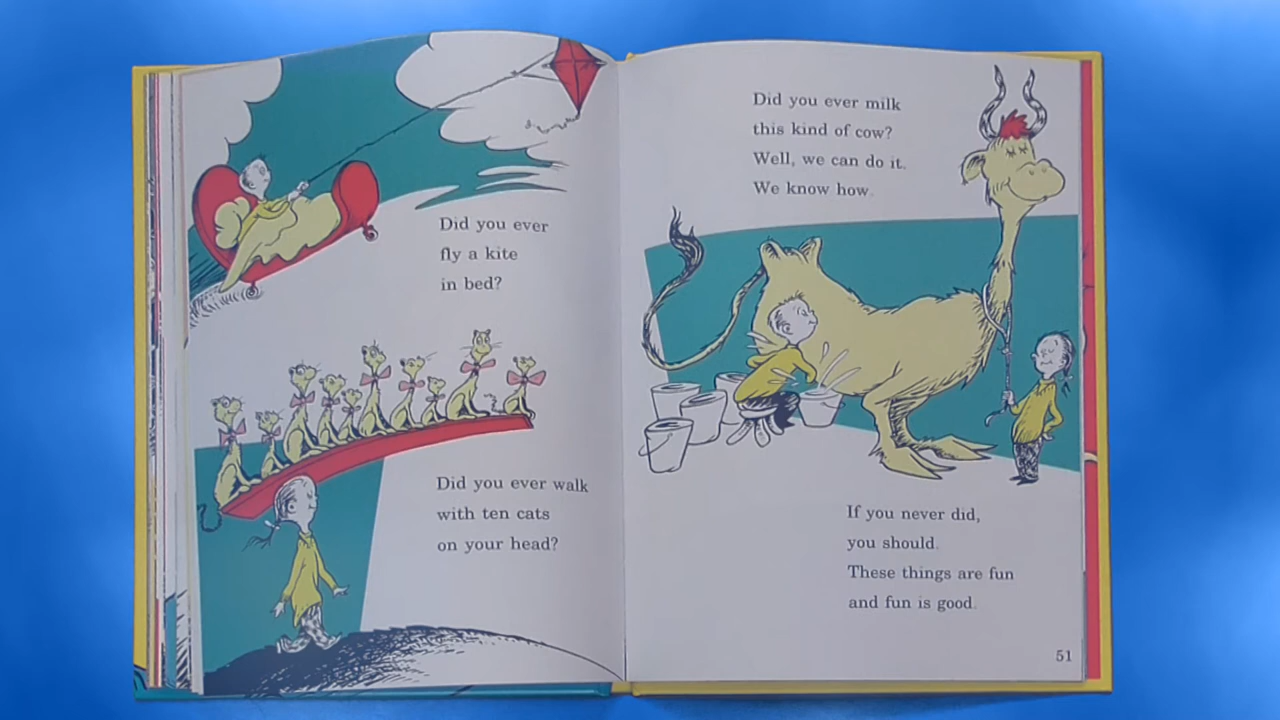 Did you ever
fly a kite
in bed?
Did you ever walk
with ten cats
on your head?
Did you ever milk
this kind of cow?
Well, we can do it.
We know how.
If you never did,
you should.
These things are fun
and fun is good.
51